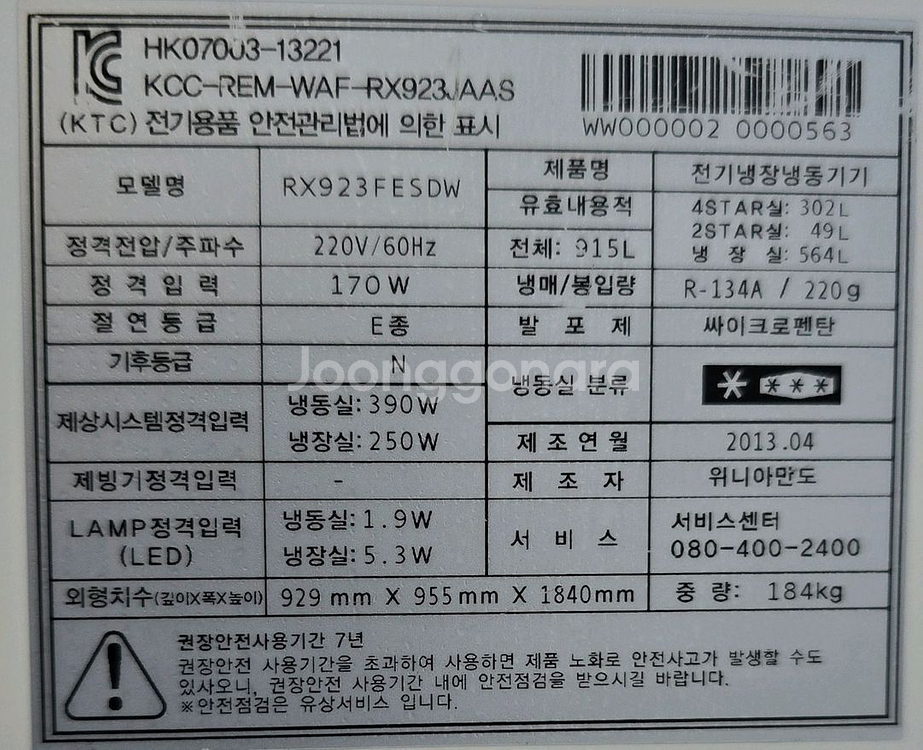 HK07003-13221
KCC-REM-WAF-RX923JAAS
(KTC) 전기용품 안전관리법에 의한 표시
WW000002 0000563
모델명 RX923FESDW
제품명 전기냉장냉동기기
유효내용적
전체: 915L
4STAR실: 302L
2STAR실: 49L
냉 장 실: 564L
정격전압/주파수 220V/60Hz
정 격 입 력 170W
냉매/봉입량 R-134A / 220g
절 연 등 급 E종
발 포 제 싸이크로펜탄
기후등급 N
냉동실 분류
제상시스템정격입력
냉동실: 390W
냉장실: 250W
제 조 연 월 2013.04
제빙기정격입력 -
제 조 자 위니아만도
LAMP정격입력
(LED)
냉동실: 1.9W
냉장실: 5.3W
서 비 스
서비스센터
080-400-2400
외형치수(깊이X폭X높이) 929 mm X 955 mm X 1840mm
중 량: 184kg
권장안전사용기간 7년
권장안전 사용기간을 초과하여 사용하면 제품 노화로 안전사고가 발생할 수도
있사오니, 권장안전 사용기간 내에 안전점검을 받으시길 바랍니다.
※안전점검은 유상서비스 입니다.
Joonggonara